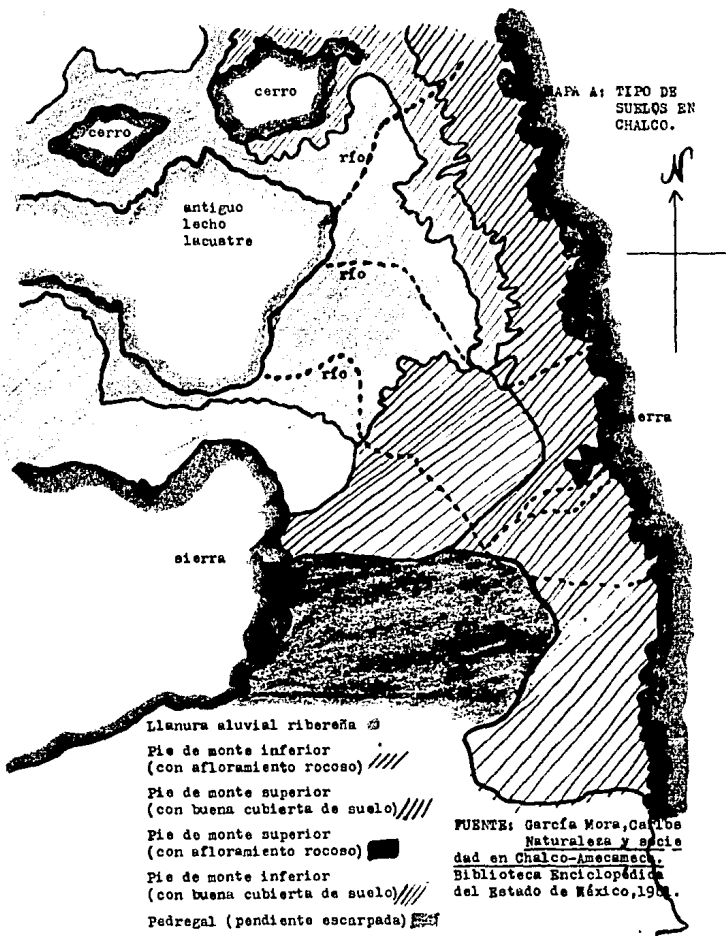 MAPA A: TIPO DE
SUELOS EN
CHALCO.
N
cerro
cerro
río
antiguo
lecho
lacustre
río
río
sierra
sierra
Llanura aluvial ribereña
Pie de monte inferior
(con afloramiento rocoso)
Pie de monte superior
(con buena cubierta de suelo)
Pie de monte superior
(con afloramiento rocoso)
Pie de monte inferior
(con buena cubierta de suelo)
Pedregal (pendiente escarpada)
FUENTE: García Mora, Carlos
Naturaleza y socie
dad en Chalco-Amecameca.
Biblioteca Enciclopédica
del Estado de México,